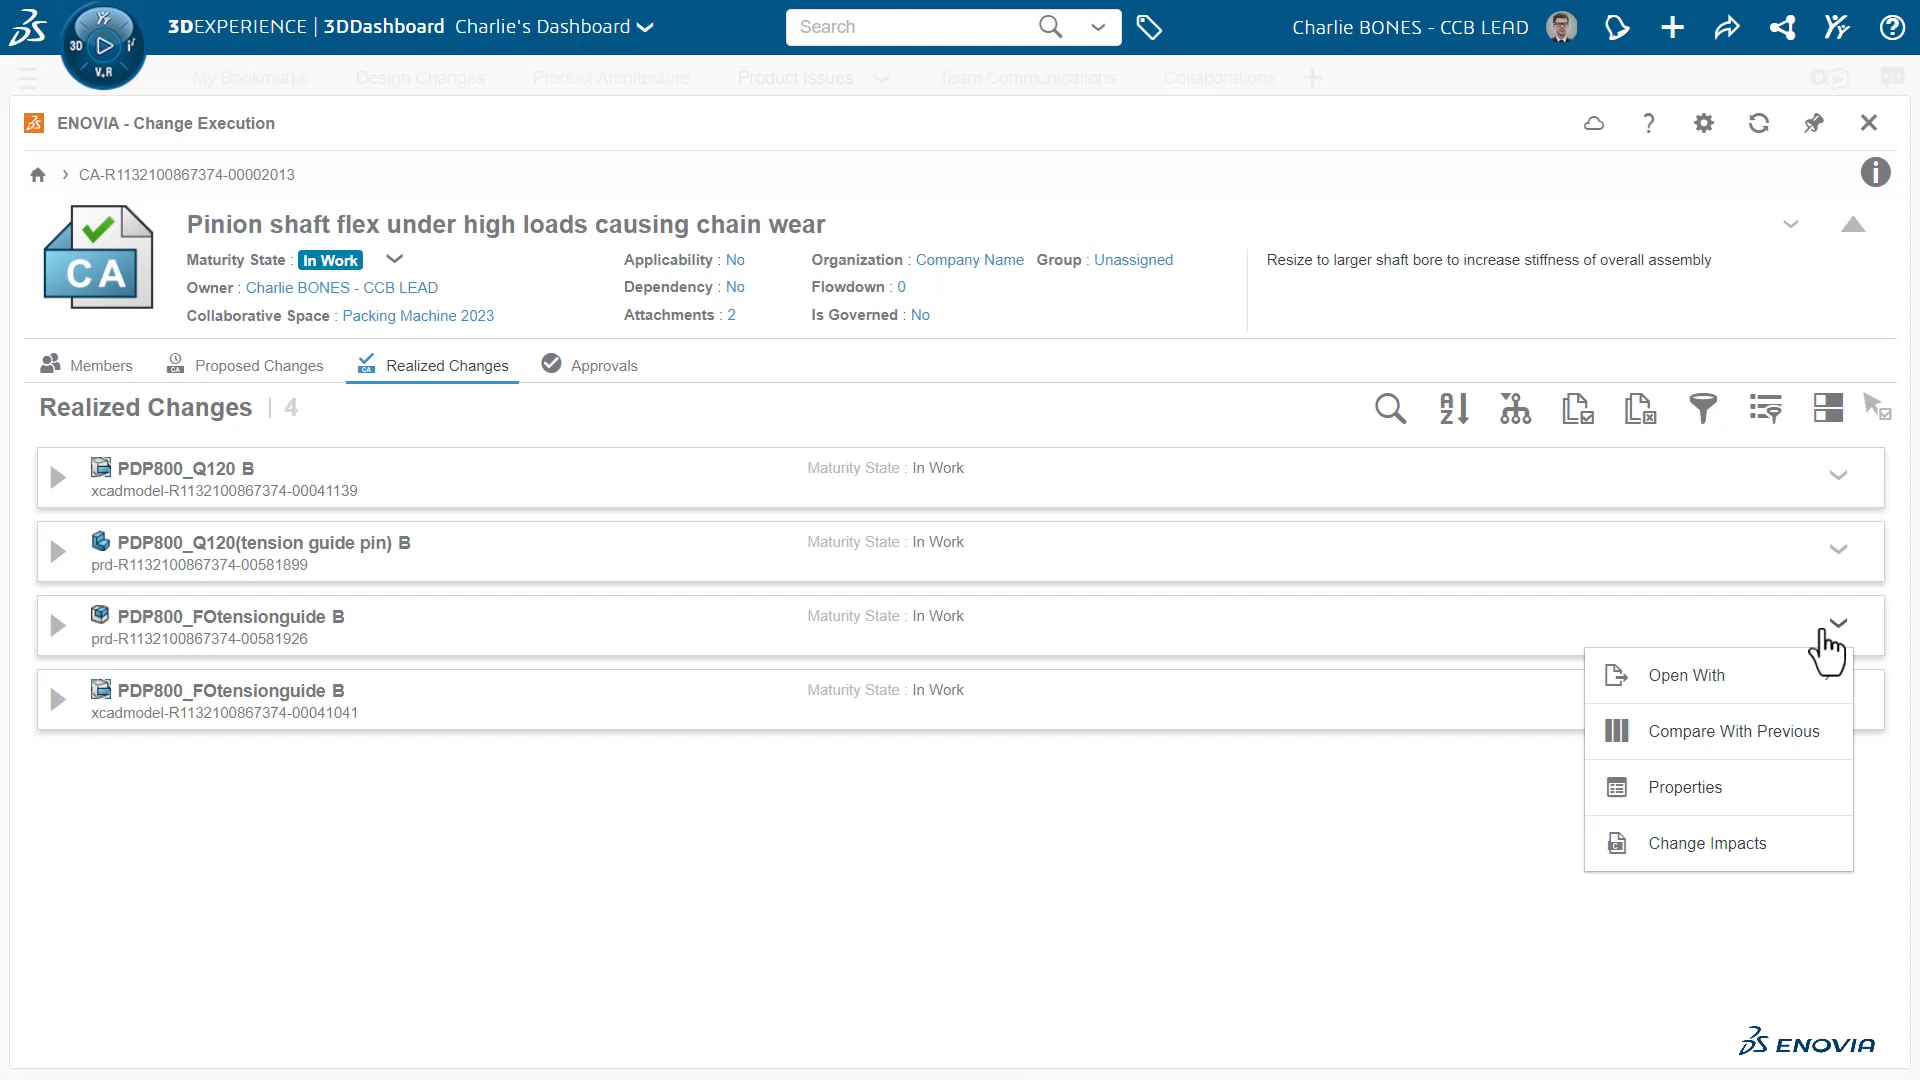 3DEXPERIENCE | 3DDashboard Charlie's Dashboard
Search
Charlie BONES - CCB LEAD
3D
V.R
My Bookmarks Design Changes Product Architecture Product Issues Team Communications Collaborations
ENOVIA - Change Execution
CA-R1132100867374-00002013
Pinion shaft flex under high loads causing chain wear
CA
Maturity State : In Work
Applicability : No
Organization : Company Name Group : Unassigned
Resize to larger shaft bore to increase stiffness of overall assembly
Owner : Charlie BONES - CCB LEAD
Dependency : No
Flowdown : 0
Collaborative Space : Packing Machine 2023
Attachments : 2
Is Governed : No
Members Proposed Changes Realized Changes Approvals
Realized Changes | 4
PDP800_Q120 B
Maturity State : In Work
xcadmodel-R1132100867374-00041139
PDP800_Q120(tension guide pin) B
Maturity State : In Work
prd-R1132100867374-00581899
PDP800_FOtensionguide B
Maturity State : In Work
prd-R1132100867374-00581926
PDP800_FOtensionguide B
Maturity State : In Work
xcadmodel-R1132100867374-00041041
Open With
Compare With Previous
Properties
Change Impacts
ENOVIA